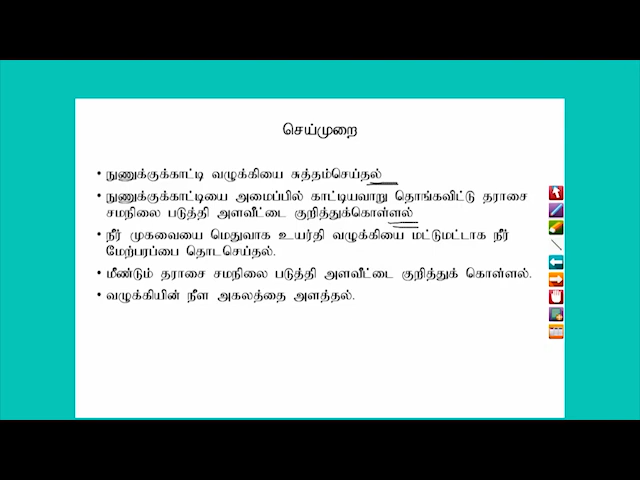 செய்முறை
• நுணுக்குக்காட்டி வழுக்கியை சுத்தம்செய்தல்
• நுணுக்குக்காட்டியை அமைப்பில் காட்டியவாறு தொங்கவிட்டு தராசை
சமநிலை படுத்தி அளவீட்டை குறித்துக்கொள்ளல்
• நீர் முகவையை மெதுவாக உயர்தி வழுக்கியை மட்டுமட்டாக நீர்
மேற்பரப்பை தொடசெய்தல்.
• மீண்டும் தராசை சமநிலை படுத்தி அளவீட்டை குறித்துக் கொள்ளல்.
• வழுக்கியின் நீள அகலத்தை அளத்தல்.